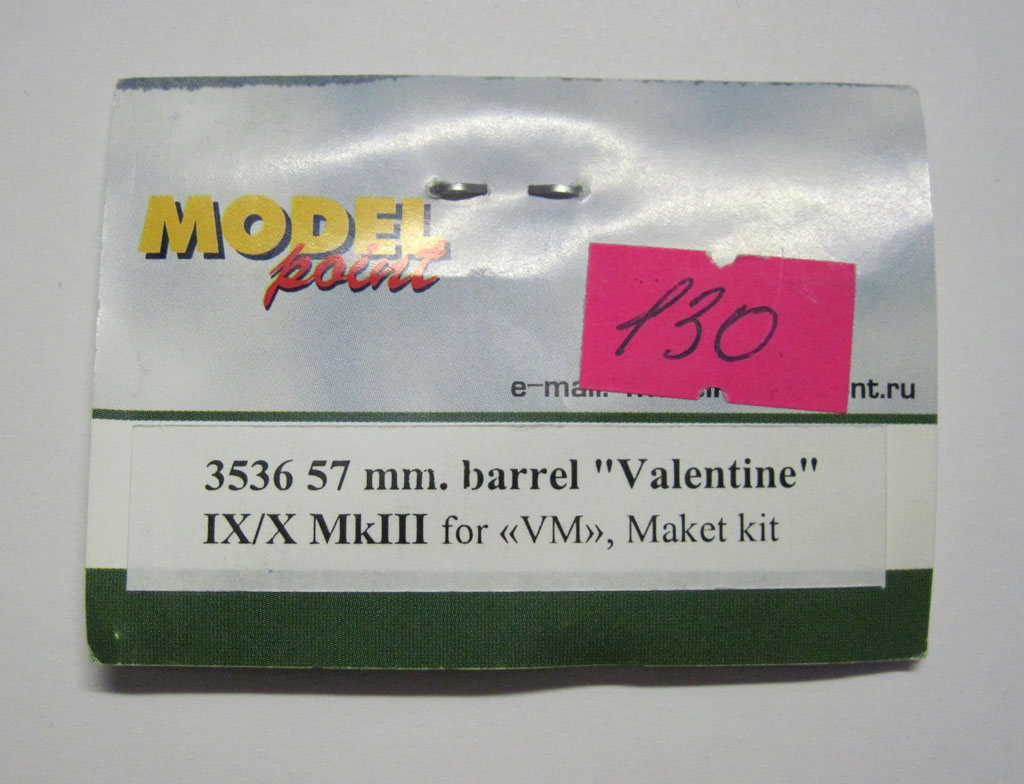 MODEL
point
130
e-mail: nt.ru
3536 57 mm. barrel "Valentine"
IX/X MkIII for «VM», Maket kit